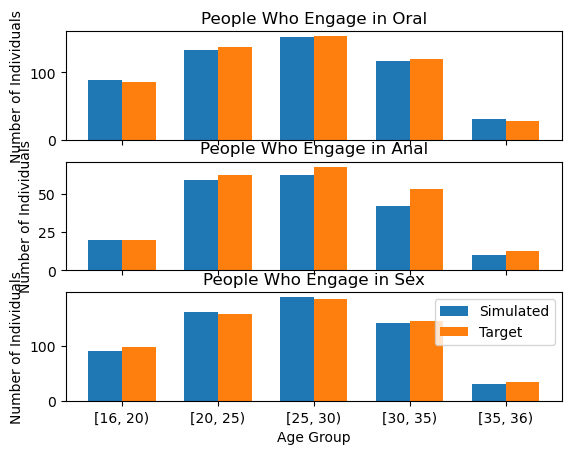 People Who Engage in Oral
Number of Individuals
100
0
People Who Engage in Anal
Number of Individuals
50
25
0
People Who Engage in Sex
Number of Individuals
100
0
Simulated
Target
[16, 20)
[20, 25)
[25, 30)
[30, 35)
[35, 36)
Age Group